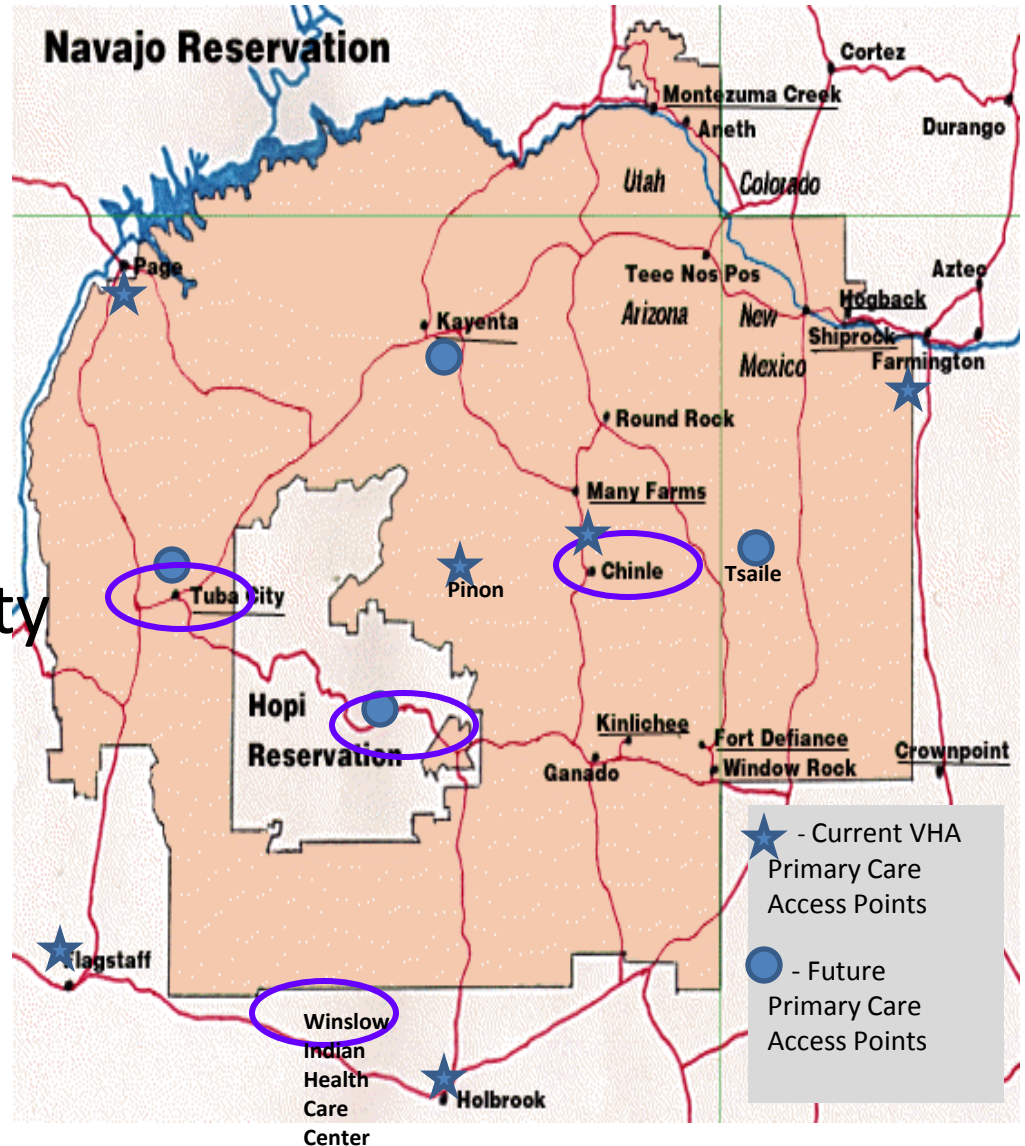 Navajo Reservation
Cortez
Montezuma Creek
Aneth
Durango
Utah
Colorado
Page
Teec Nos Pos
Aztec
Hogback
Kayenta
Arizona
New
Mexico
Shiprock
Farmington
Round Rock
Many Farms
Chinle
Tsaile
Pinon
ty
Tuba City
Hopi
Reservation
Kinlichee
Fort Defiance
Crownpoint
Ganado
Window Rock
- Current VHA
Primary Care
Access Points
Flagstaff
- Future
Primary Care
Access Points
Winslow
Indian
Health
Care
Center
Holbrook